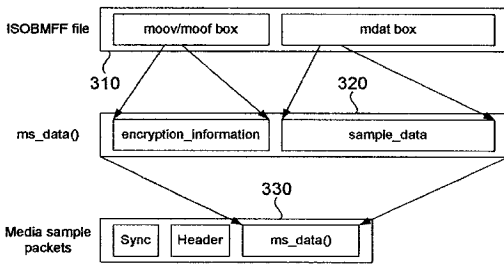 ISOBMFF file
moov/moof box
mdat box
310
320
ms_data()
encryption_information
sample_data
330
Media sample
packets
Sync
Header
ms_data()